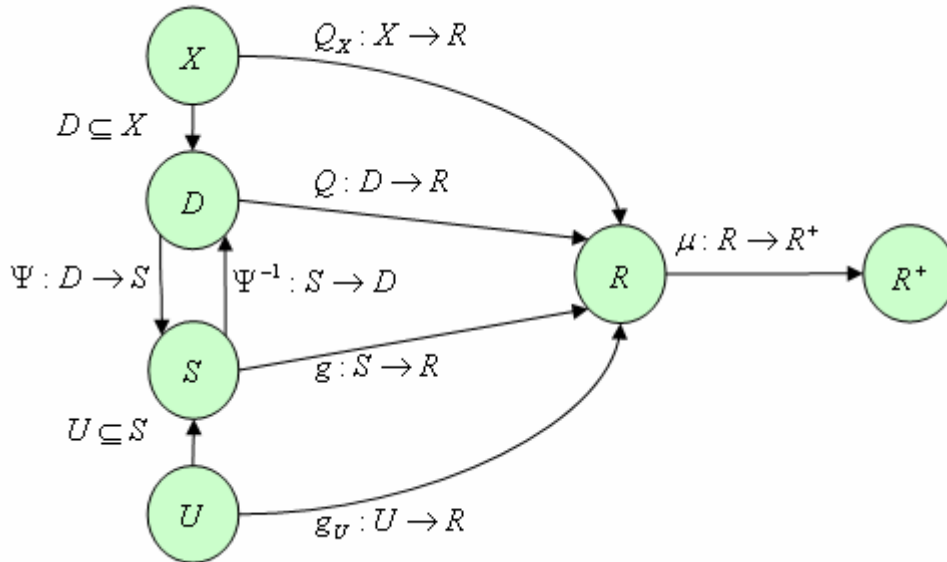 X
Q_X : X → R
D ⊆ X
D
Q : D → R
μ : R → R⁺
Ψ : D → S
Ψ⁻¹ : S → D
R
R⁺
S
g : S → R
U ⊆ S
U
g_U : U → R